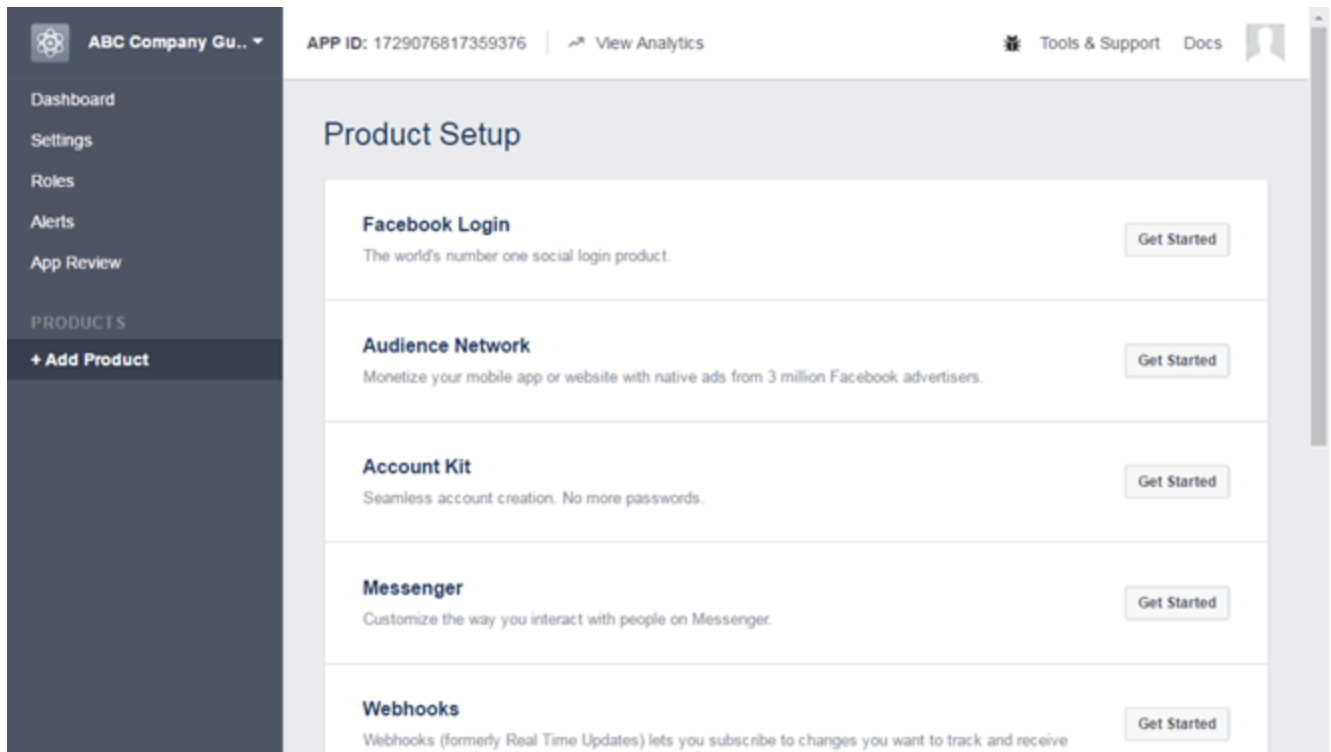 ABC Company Gu..
APP ID: 1729076817359376
View Analytics
Tools & Support
Docs
Dashboard
Settings
Roles
Alerts
App Review
PRODUCTS
+ Add Product
Product Setup
Facebook Login
The world's number one social login product.
Get Started
Audience Network
Monetize your mobile app or website with native ads from 3 million Facebook advertisers.
Get Started
Account Kit
Seamless account creation. No more passwords.
Get Started
Messenger
Customize the way you interact with people on Messenger.
Get Started
Webhooks
Webhooks (formerly Real Time Updates) lets you subscribe to changes you want to track and receive
Get Started